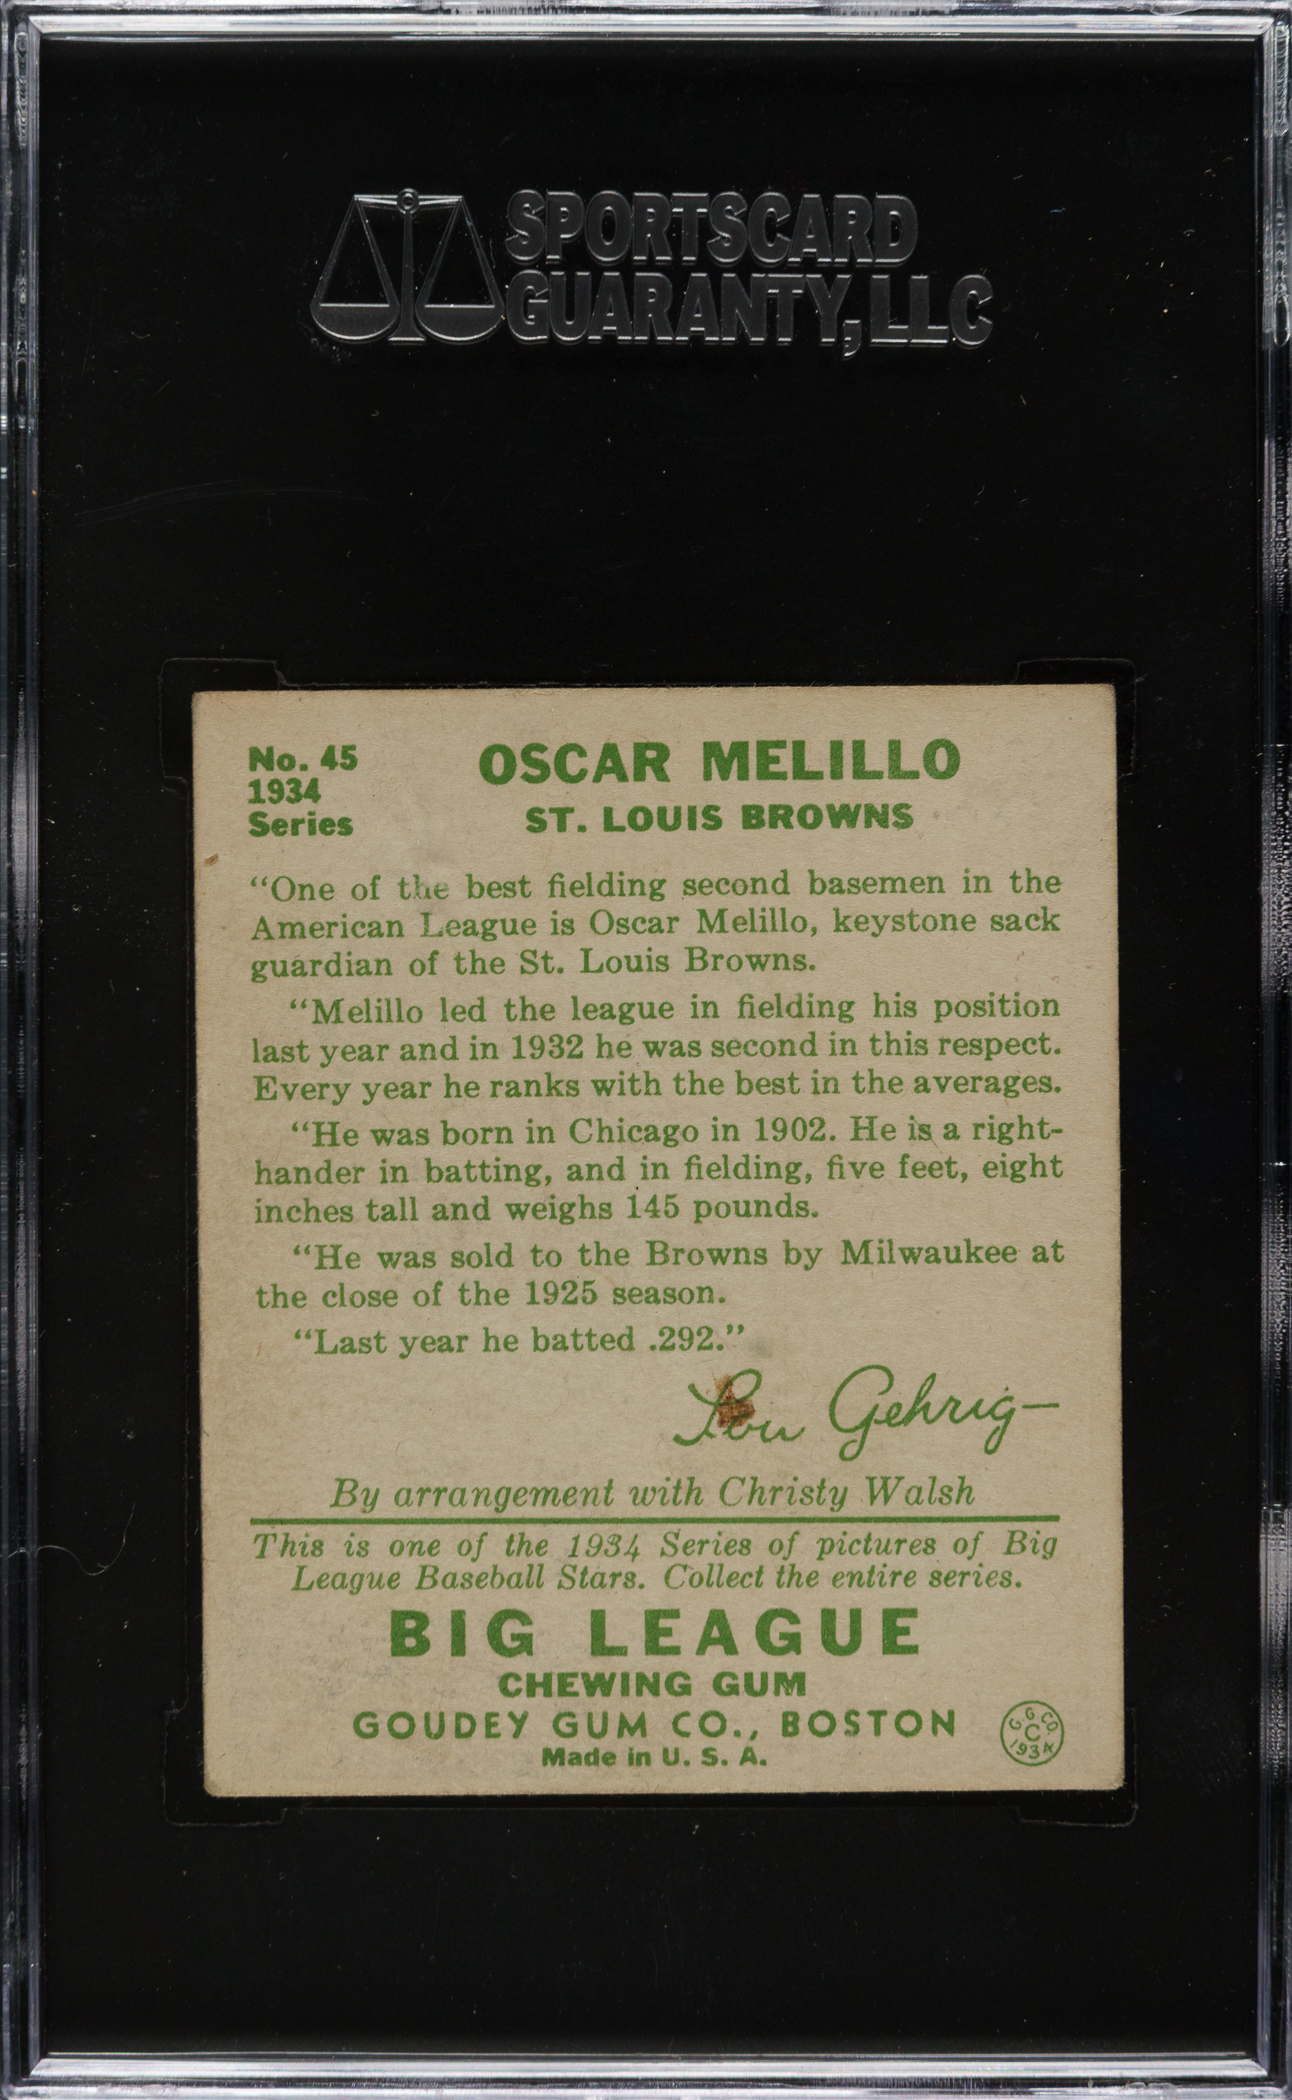 SPORTSCARD
GUARANTY, LLC
No. 45
1934
Series
OSCAR MELILLO
ST. LOUIS BROWNS
“One of the best fielding second basemen in the
American League is Oscar Melillo, keystone sack
guardian of the St. Louis Browns.
“Melillo led the league in fielding his position
last year and in 1932 he was second in this respect.
Every year he ranks with the best in the averages.
“He was born in Chicago in 1902. He is a right-
hander in batting, and in fielding, five feet, eight
inches tall and weighs 145 pounds.
“He was sold to the Browns by Milwaukee at
the close of the 1925 season.
“Last year he batted .292.”
Lou Gehrig—
By arrangement with Christy Walsh
This is one of the 1934 Series of pictures of Big
League Baseball Stars. Collect the entire series.
BIG LEAGUE
CHEWING GUM
GOUDEY GUM CO., BOSTON
Made in U. S. A.
G. G. CO.
C
1934